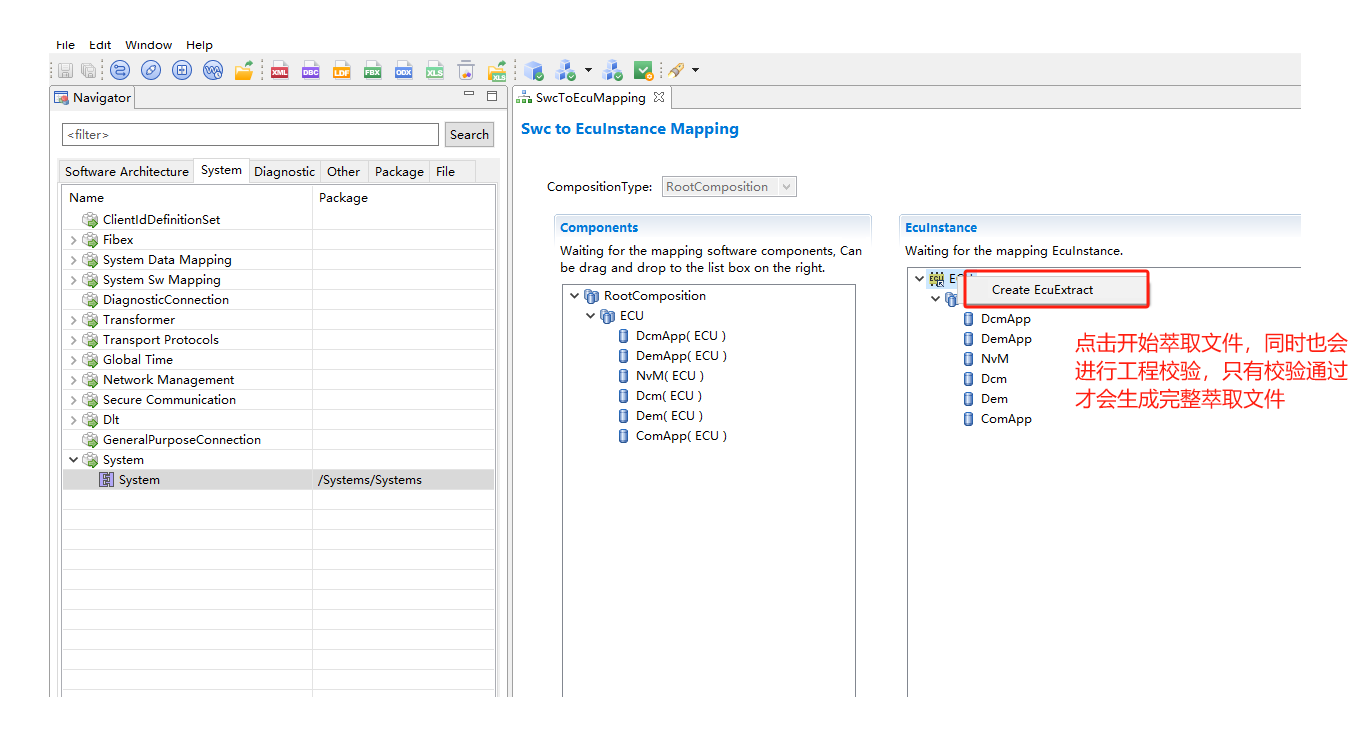 File Edit Window Help
XML DBC LDF FBX ODX XLS XLS
Navigator
SwcToEcuMapping
<filter>
Search
Software Architecture System Diagnostic Other Package File
Name Package
ClientIdDefinitionSet
Fibex
System Data Mapping
System Sw Mapping
DiagnosticConnection
Transformer
Transport Protocols
Global Time
Network Management
Secure Communication
Dlt
GeneralPurposeConnection
System
System /Systems/Systems
Swc to EcuInstance Mapping
CompositionType: RootComposition
Components
Waiting for the mapping software components, Can
be drag and drop to the list box on the right.
RootComposition
ECU
DcmApp( ECU )
DemApp( ECU )
NvM( ECU )
Dcm( ECU )
Dem( ECU )
ComApp( ECU )
EcuInstance
Waiting for the mapping EcuInstance.
Create EcuExtract
DcmApp
DemApp
NvM
Dcm
Dem
ComApp
点击开始萃取文件，同时也会
进行工程校验，只有校验通过
才会生成完整萃取文件